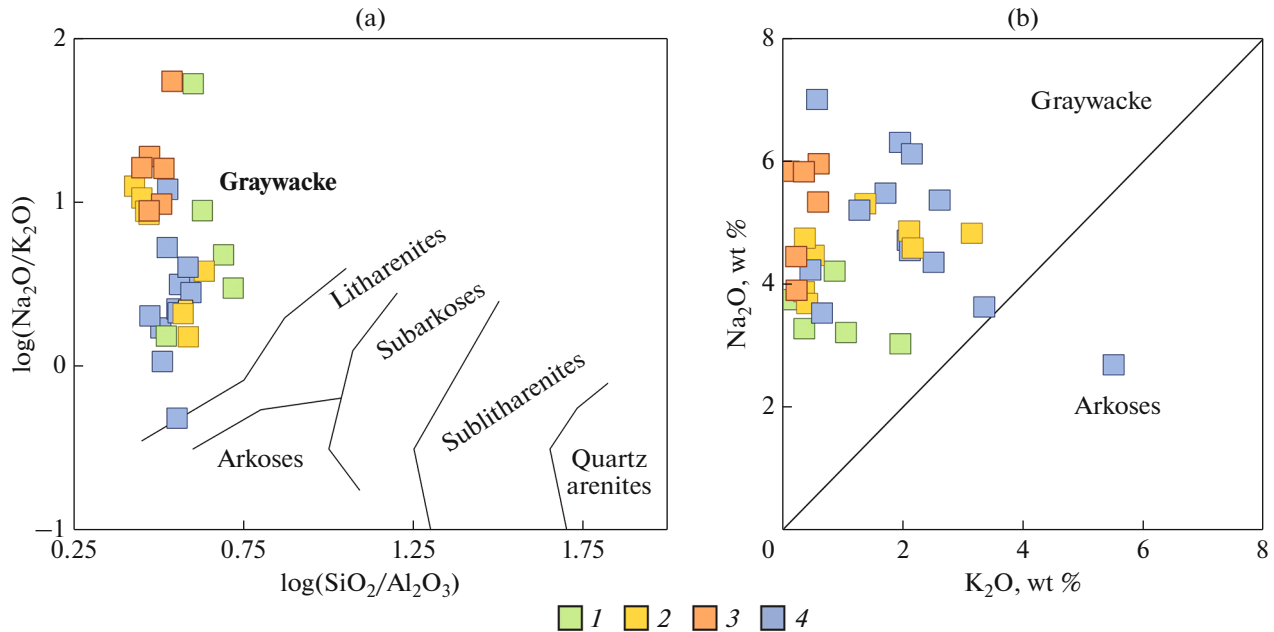 (a)
2
1
0
−1
log(Na₂O/K₂O)
Graywacke
Litharenites
Subarkoses
Sublitharenites
Arkoses
Quartz
arenites
0.25
0.75
1.25
1.75
log(SiO₂/Al₂O₃)
(b)
8
6
4
2
Na₂O, wt %
Graywacke
Arkoses
0
2
4
6
8
K₂O, wt %
1
2
3
4